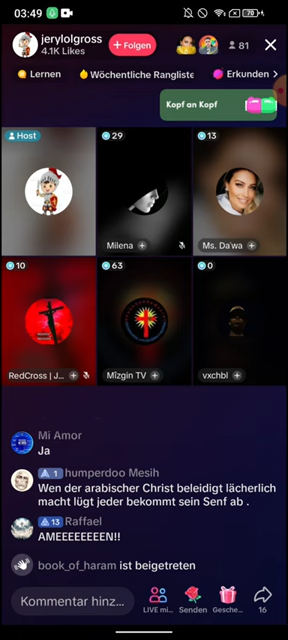 03:49
70
jerylolgross
4.1K Likes
+ Folgen
81
Lernen
Wöchentliche Rangliste
Erkunden
Kopf an Kopf
Host
29
13
Milena
Ms. Da'wa
10
63
0
RedCross | J...
Mîzgin TV
vxchbl
Mi Amor
Ja
1 humperdoo Mesih
Wen der arabischer Christ beleidigt lächerlich
macht lügt jeder bekommt sein Senf ab .
13 Raffael
AMEEEEEEEN!!
book_of_haram ist beigetreten
Kommentar hinz...
LIVE mi...
Senden
Gesche...
16